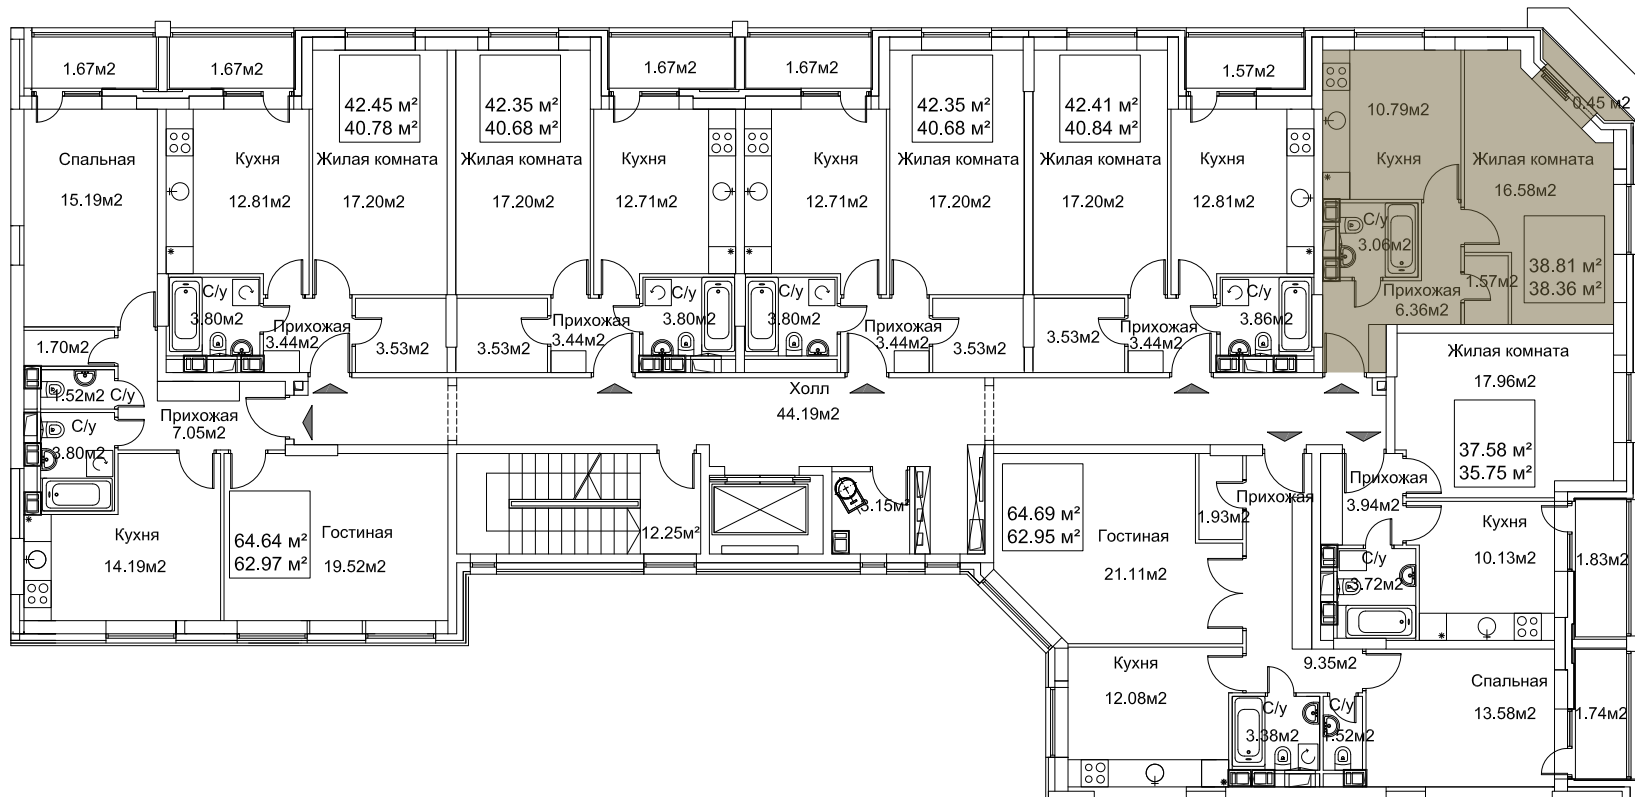 1.67м2
1.67м2
1.67м2
1.67м2
1.57м2
42.45 м²
40.78 м²
42.35 м²
40.68 м²
42.35 м²
40.68 м²
42.41 м²
40.84 м²
10.79м2
0.45 м2
Спальная
15.19м2
Кухня
12.81м2
Жилая комната
17.20м2
Жилая комната
17.20м2
Кухня
12.71м2
Кухня
12.71м2
Жилая комната
17.20м2
Жилая комната
17.20м2
Кухня
12.81м2
Кухня
Жилая комната
16.58м2
С/у
3.06м2
38.81 м²
38.36 м²
1.57м2
Прихожая
6.36м2
С/у
3.80м2
Прихожая
3.44м2
3.53м2
3.53м2
Прихожая
3.44м2
С/у
3.80м2
С/у
3.80м2
Прихожая
3.44м2
3.53м2
3.53м2
Прихожая
3.44м2
С/у
3.86м2
1.70м2
1.52м2
С/у
Прихожая
7.05м2
С/у
3.80м2
Холл
44.19м2
Жилая комната
17.96м2
37.58 м²
35.75 м²
Кухня
14.19м2
64.64 м²
62.97 м²
Гостиная
19.52м2
12.25м²
3.15м²
64.69 м²
62.95 м²
Гостиная
21.11м2
1.93м2
Прихожая
Прихожая
3.94м2
Кухня
10.13м2
1.83м2
С/у
3.72м2
Кухня
12.08м2
9.35м2
С/у
3.38м2
С/у
1.52м2
Спальная
13.58м2
1.74м2